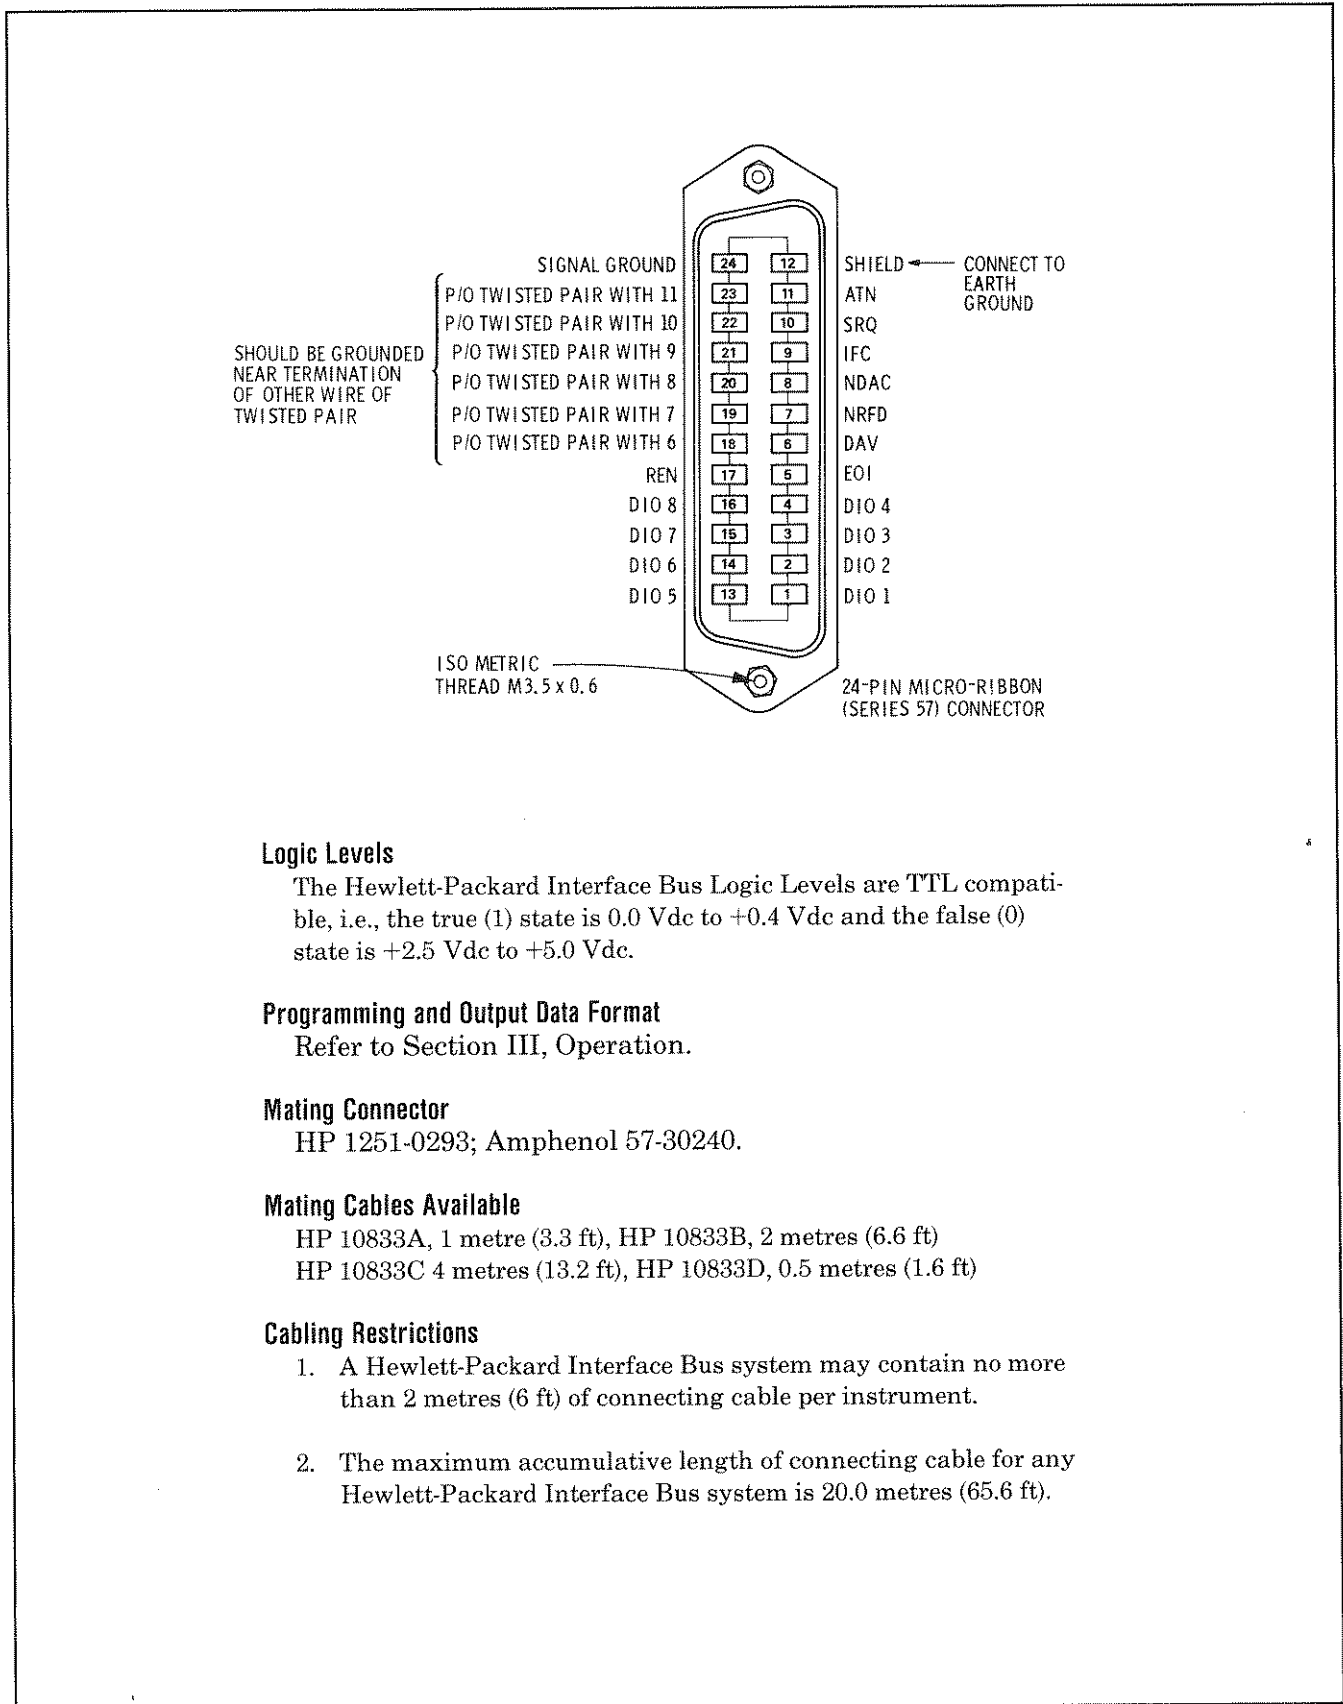 SIGNAL GROUND 24 12 SHIELD CONNECT TO EARTH GROUND
P/O TWISTED PAIR WITH 11 23 11 ATN
P/O TWISTED PAIR WITH 10 22 10 SRQ
P/O TWISTED PAIR WITH 9 21 9 IFC
P/O TWISTED PAIR WITH 8 20 8 NDAC
P/O TWISTED PAIR WITH 7 19 7 NRFD
P/O TWISTED PAIR WITH 6 18 6 DAV
SHOULD BE GROUNDED
NEAR TERMINATION
OF OTHER WIRE OF
TWISTED PAIR
REN 17 5 EOI
DIO 8 16 4 DIO 4
DIO 7 15 3 DIO 3
DIO 6 14 2 DIO 2
DIO 5 13 1 DIO 1
ISO METRIC
THREAD M3.5 x 0.6
24-PIN MICRO-RIBBON
(SERIES 57) CONNECTOR
Logic Levels
The Hewlett-Packard Interface Bus Logic Levels are TTL compati-
ble, i.e., the true (1) state is 0.0 Vdc to +0.4 Vdc and the false (0)
state is +2.5 Vdc to +5.0 Vdc.
Programming and Output Data Format
Refer to Section III, Operation.
Mating Connector
HP 1251-0293; Amphenol 57-30240.
Mating Cables Available
HP 10833A, 1 metre (3.3 ft), HP 10833B, 2 metres (6.6 ft)
HP 10833C 4 metres (13.2 ft), HP 10833D, 0.5 metres (1.6 ft)
Cabling Restrictions
1. A Hewlett-Packard Interface Bus system may contain no more
than 2 metres (6 ft) of connecting cable per instrument.
2. The maximum accumulative length of connecting cable for any
Hewlett-Packard Interface Bus system is 20.0 metres (65.6 ft).